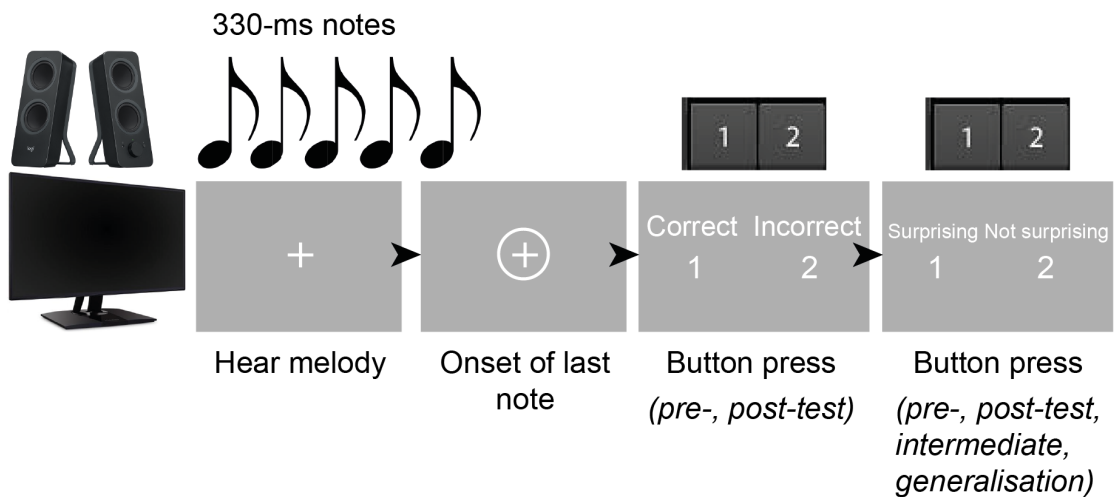 330-ms notes
1 2
1 2
Correct Incorrect
1 2
Surprising Not surprising
1 2
Hear melody
Onset of last
note
Button press
(pre-, post-test)
Button press
(pre-, post-test,
intermediate,
generalisation)